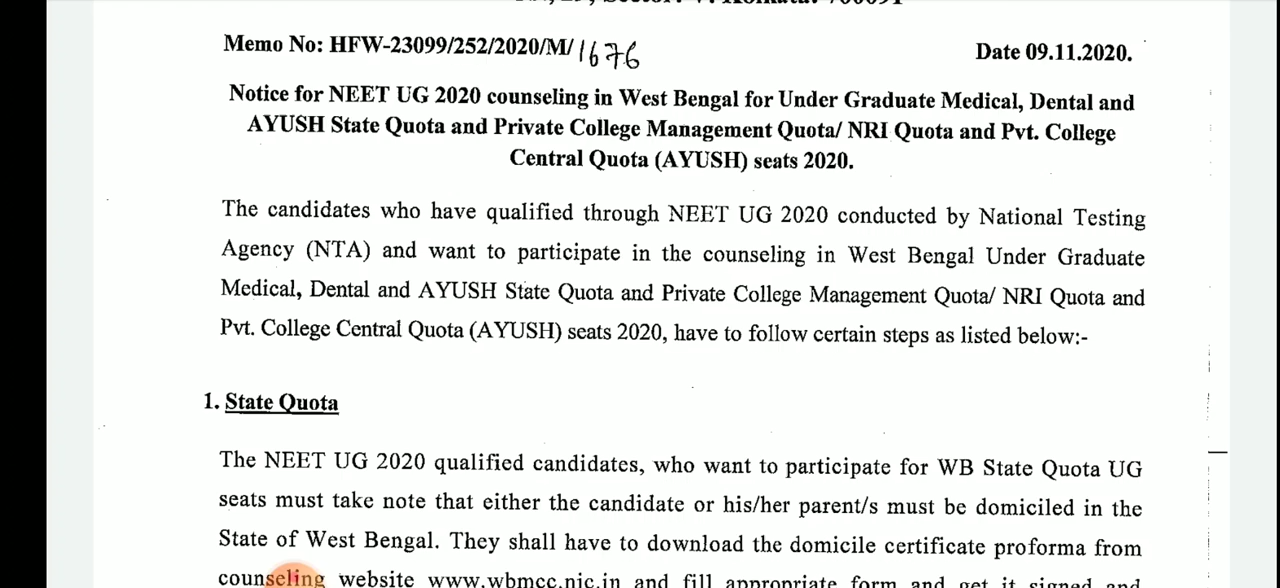 Memo No: HFW-23099/252/2020/M/1676 Date 09.11.2020.
Notice for NEET UG 2020 counseling in West Bengal for Under Graduate Medical, Dental and
AYUSH State Quota and Private College Management Quota/ NRI Quota and Pvt. College
Central Quota (AYUSH) seats 2020.
The candidates who have qualified through NEET UG 2020 conducted by National Testing
Agency (NTA) and want to participate in the counseling in West Bengal Under Graduate
Medical, Dental and AYUSH State Quota and Private College Management Quota/ NRI Quota and
Pvt. College Central Quota (AYUSH) seats 2020, have to follow certain steps as listed below:-
1. State Quota
The NEET UG 2020 qualified candidates, who want to participate for WB State Quota UG
seats must take note that either the candidate or his/her parent/s must be domiciled in the
State of West Bengal. They shall have to download the domicile certificate proforma from
counseling website www.wbmcc.nic.in and fill appropriate form and get it signed and